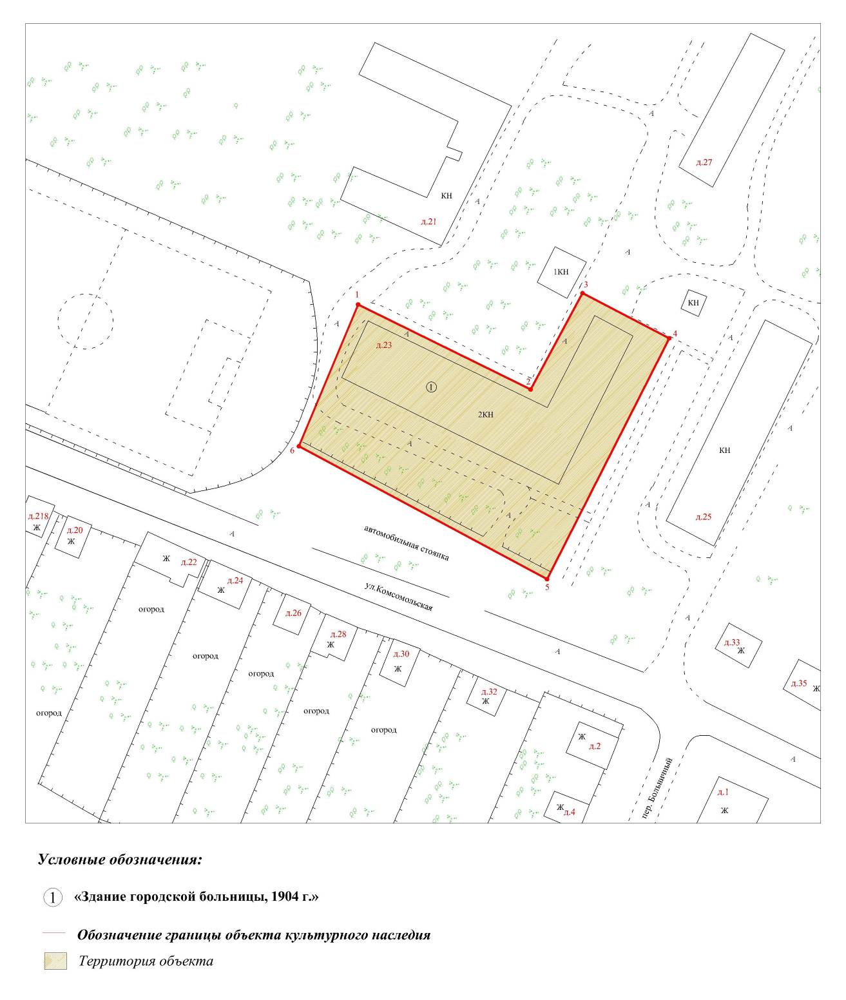 А
д.27
А
КН
д.21
А
1КН
3
КН
1
А
А
д.23
А
4
А
2
1
2КН
А
А
6
КН
А
д.25
А
д.218
Ж
д.20
Ж
А
автомобильная стоянка
Ж
д.22
д.24
Ж
5
ул.Комсомольская
огород
д.26
А
д.28
Ж
д.33
Ж
огород
д.30
Ж
А
огород
д.35
Ж
д.32
Ж
огород
огород
огород
Ж
д.2
А
пер. Больничный
д.1
Ж
Ж
д.4
Условные обозначения:
1 «Здание городской больницы, 1904 г.»
Обозначение границы объекта культурного наследия
Территория объекта